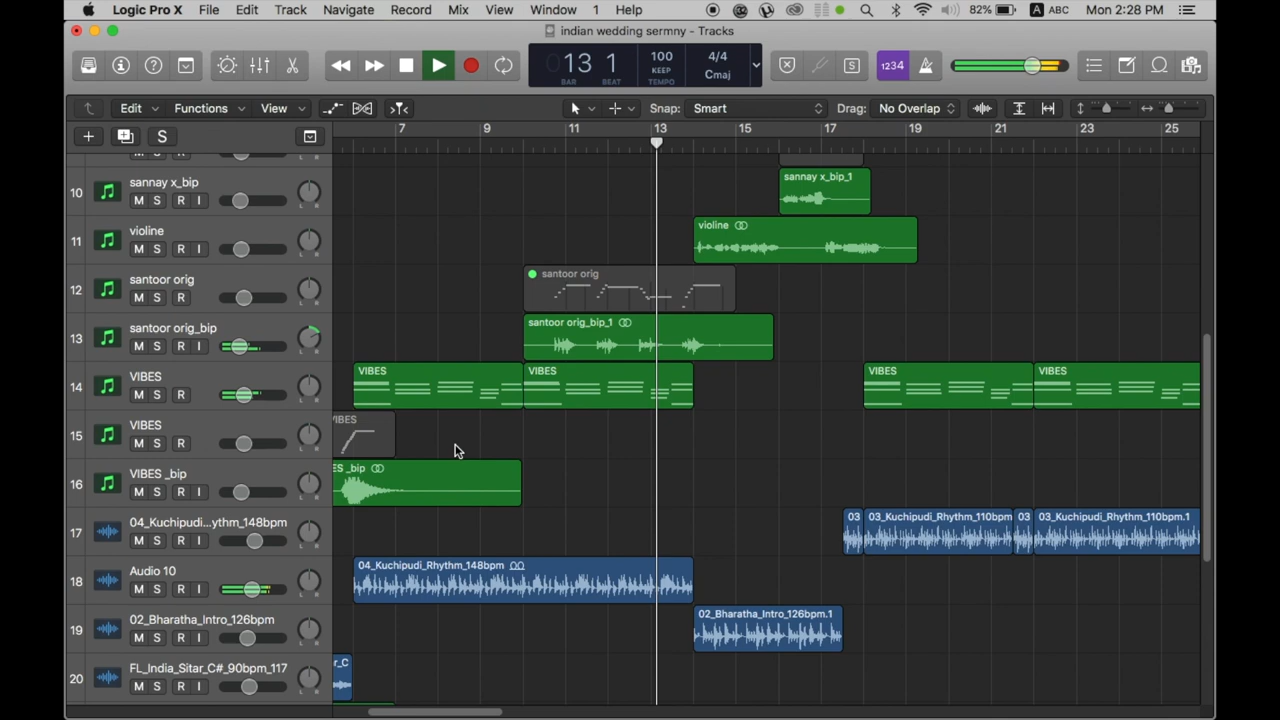 Logic Pro X File Edit Track Navigate Record Mix View Window 1 Help 82% A ABC Mon 2:28 PM
indian wedding sermny - Tracks
13 1 100 4/4
KEEP Cmaj
BAR BEAT TEMPO
S 1234
Edit Functions View Snap: Smart Drag: No Overlap
S
7 9 11 13 15 17 19 21 23 25
M S R I
10 sannay x_bip M S R I
sannay x_bip_1
11 violine M S R I
violine
12 santoor orig M S R
santoor orig
13 santoor orig_bip M S R I
santoor orig_bip_1
14 VIBES M S R I
VIBES VIBES VIBES VIBES
15 VIBES M S R
VIBES
16 VIBES _bip M S R I
ES _bip
17 04_Kuchipudi...ythm_148bpm M S R I
03 03_Kuchipudi_Rhythm_110bpm 03 03_Kuchipudi_Rhythm_110bpm.1
18 Audio 10 M S R I
04_Kuchipudi_Rhythm_148bpm
19 02_Bharatha_Intro_126bpm M S R I
02_Bharatha_Intro_126bpm.1
20 FL_India_Sitar_C#_90bpm_117 M S R I
r_C